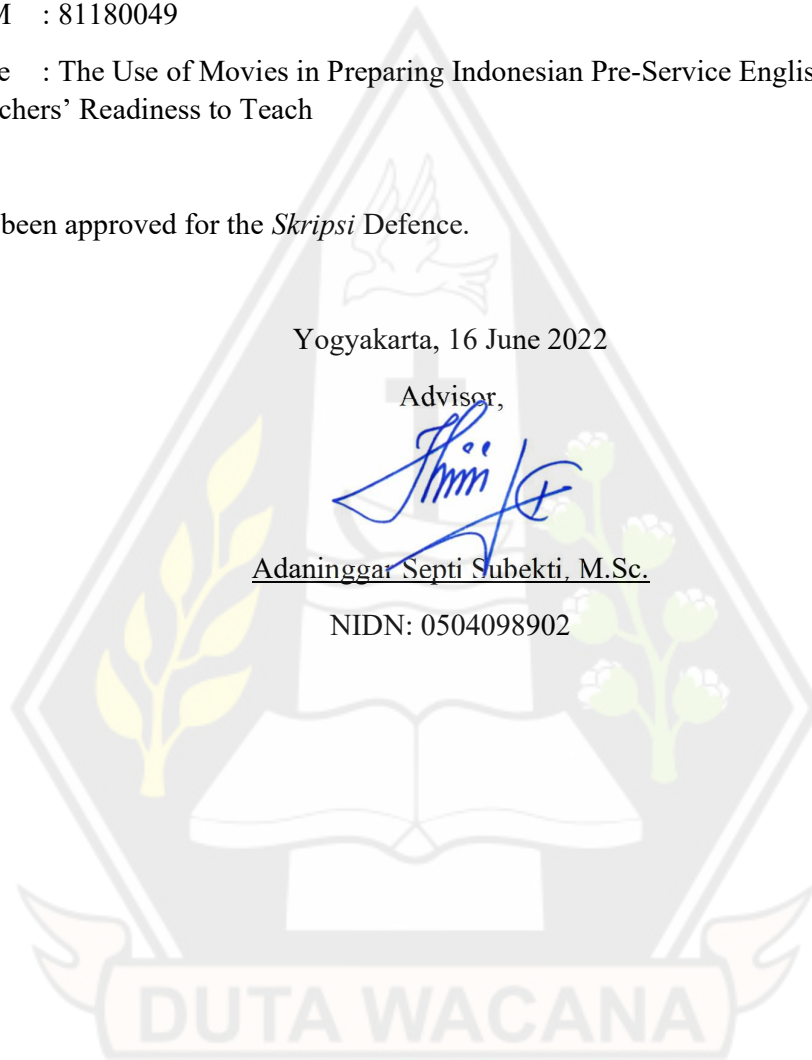 M : 81180049
e : The Use of Movies in Preparing Indonesian Pre-Service Englis
chers’ Readiness to Teach
been approved for the Skripsi Defence.
Yogyakarta, 16 June 2022
Advisor,
Adaninggar Septi Subekti, M.Sc.
NIDN: 0504098902
DUTA WACANA